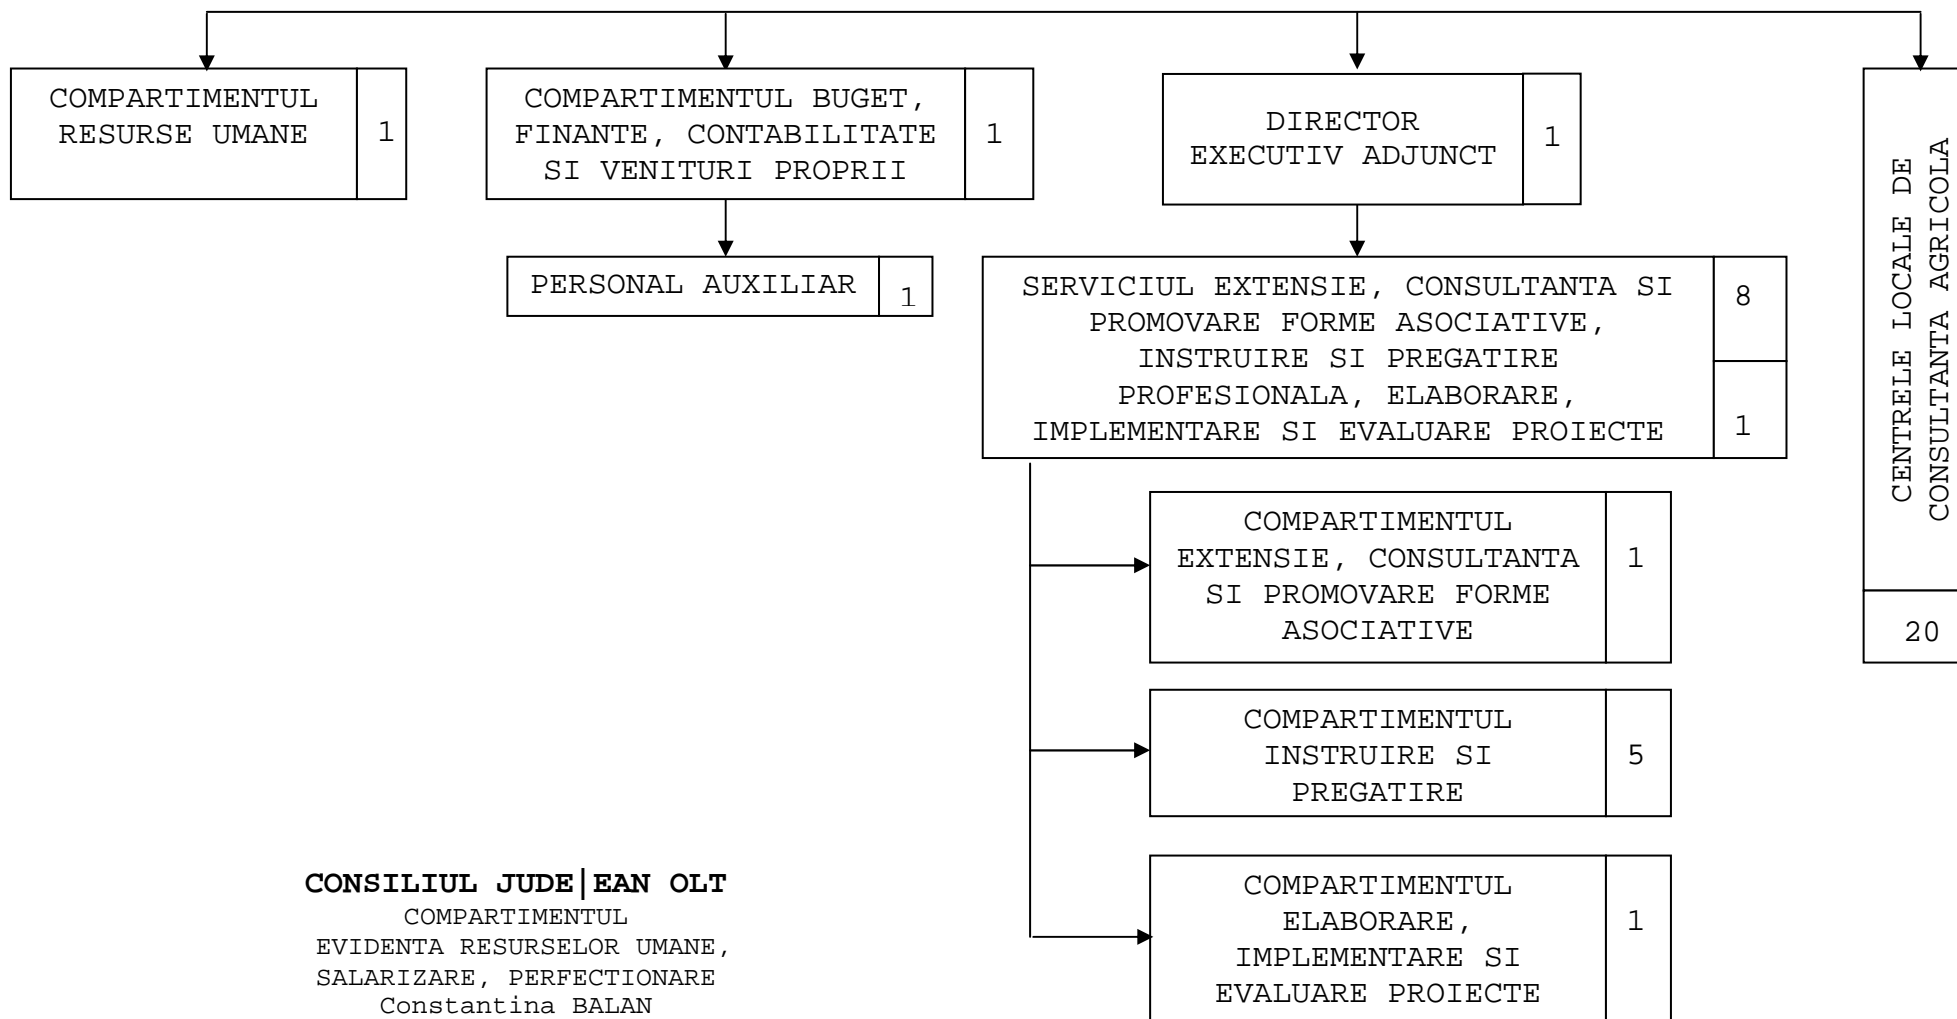 COMPARTIMENTUL
RESURSE UMANE
1
COMPARTIMENTUL BUGET,
FINANTE, CONTABILITATE
SI VENITURI PROPRII
1
DIRECTOR
EXECUTIV ADJUNCT
1
CENTRELE LOCALE DE
CONSULTANTA AGRICOLA
20
PERSONAL AUXILIAR
1
SERVICIUL EXTENSIE, CONSULTANTA SI
PROMOVARE FORME ASOCIATIVE,
INSTRUIRE SI PREGATIRE
PROFESIONALA, ELABORARE,
IMPLEMENTARE SI EVALUARE PROIECTE
8
1
COMPARTIMENTUL
EXTENSIE, CONSULTANTA
SI PROMOVARE FORME
ASOCIATIVE
1
COMPARTIMENTUL
INSTRUIRE SI
PREGATIRE
5
COMPARTIMENTUL
ELABORARE,
IMPLEMENTARE SI
EVALUARE PROIECTE
1
CONSILIUL JUDE|EAN OLT
COMPARTIMENTUL
EVIDENTA RESURSELOR UMANE,
SALARIZARE, PERFECTIONARE
Constantina BALAN